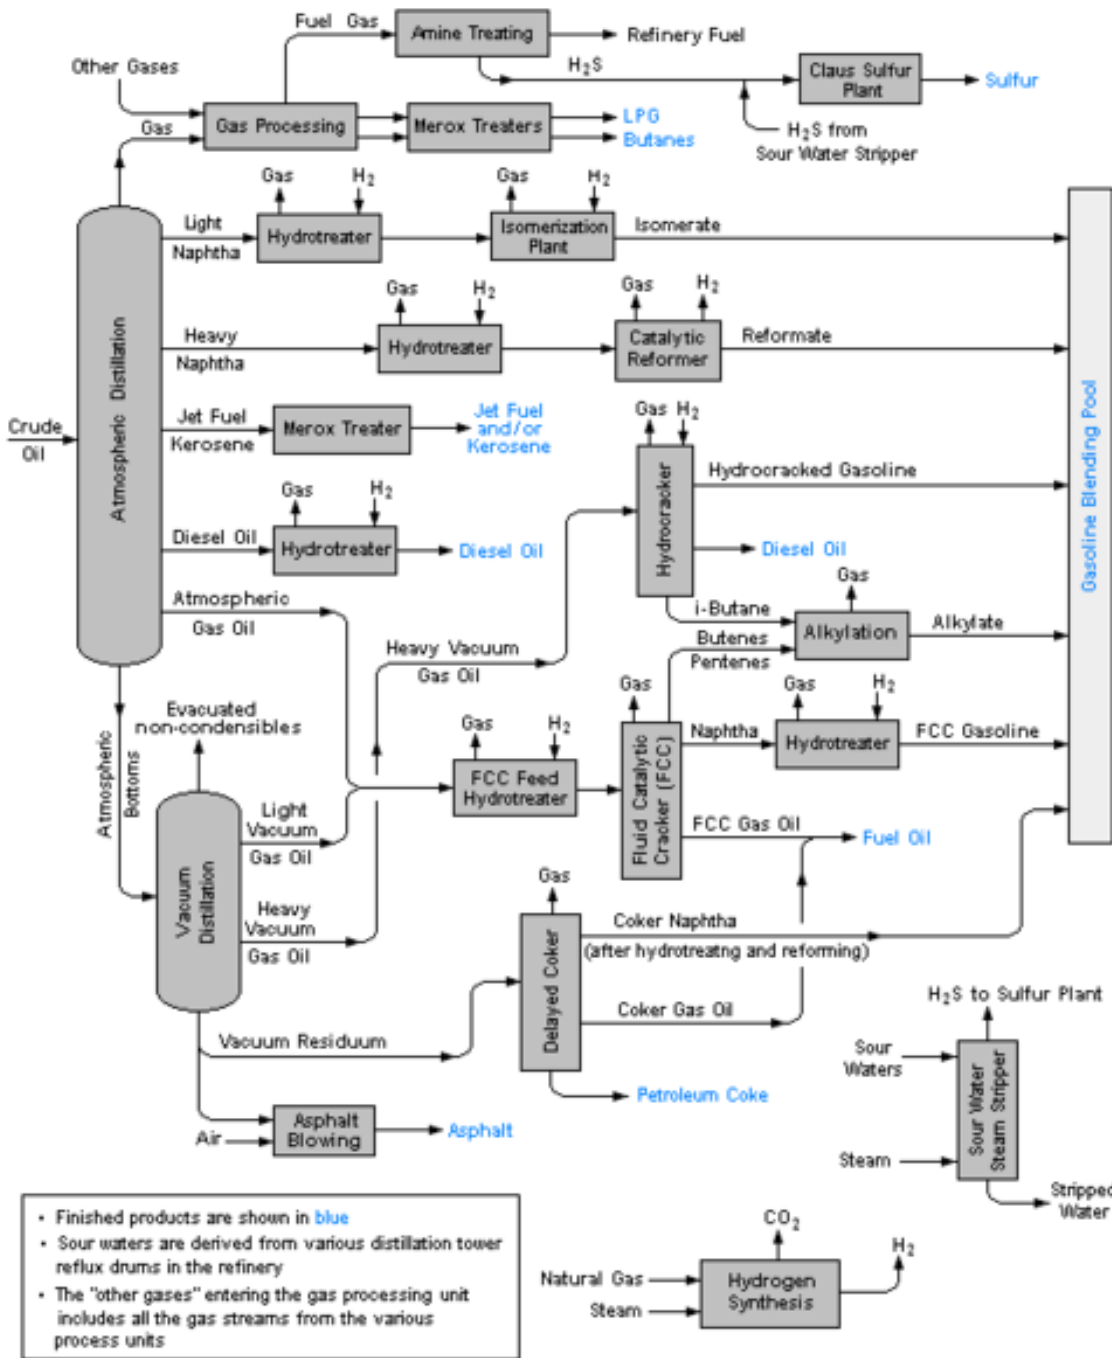 Fuel Gas
Amine Treating
Refinery Fuel
Other Gases
H2S
Claus Sulfur
Plant
Sulfur
Gas
Gas Processing
Merox Treaters
LPG
Butanes
H2S from
Sour Water Stripper
Gas
H2
Gas
H2
Light
Naphtha
Hydrotreater
Isomerization
Plant
Isomerate
Gas
H2
Gas
H2
Heavy
Naphtha
Hydrotreater
Catalytic
Reformer
Reformate
Atmospheric Distillation
Gasoline Blending Pool
Crude
Oil
Jet Fuel
Kerosene
Merox Treater
Jet Fuel
and/or
Kerosene
Gas
H2
Hydrocracker
Hydrocracked Gasoline
Gas
H2
Diesel Oil
Hydrotreater
Diesel Oil
Diesel Oil
Gas
Atmospheric
Gas Oil
i-Butane
Alkylation
Alkylate
Heavy Vacuum
Gas Oil
Butenes
Pentenes
Atmospheric
Bottoms
Evacuated
non-condensibles
Gas
H2
FCC Feed
Hydrotreater
Gas
Fluid Catalytic
Cracker (FCC)
Naphtha
Gas
H2
Hydrotreater
FCC Gasoline
Light
Vacuum
Gas Oil
FCC Gas Oil
Fuel Oil
Vacuum
Distillation
Heavy
Vacuum
Gas Oil
Gas
Delayed Coker
Coker Naphtha
(after hydrotreatng and reforming)
Coker Gas Oil
Vacuum Residuum
Petroleum Coke
Air
Asphalt
Blowing
Asphalt
H2S to Sulfur Plant
Sour
Waters
Sour Water
Steam Stripper
Steam
Stripped
Water
• Finished products are shown in blue
• Sour waters are derived from various distillation tower
reflux drums in the refinery
• The "other gases" entering the gas processing unit
includes all the gas streams from the various
process units
CO2
H2
Natural Gas
Steam
Hydrogen
Synthesis